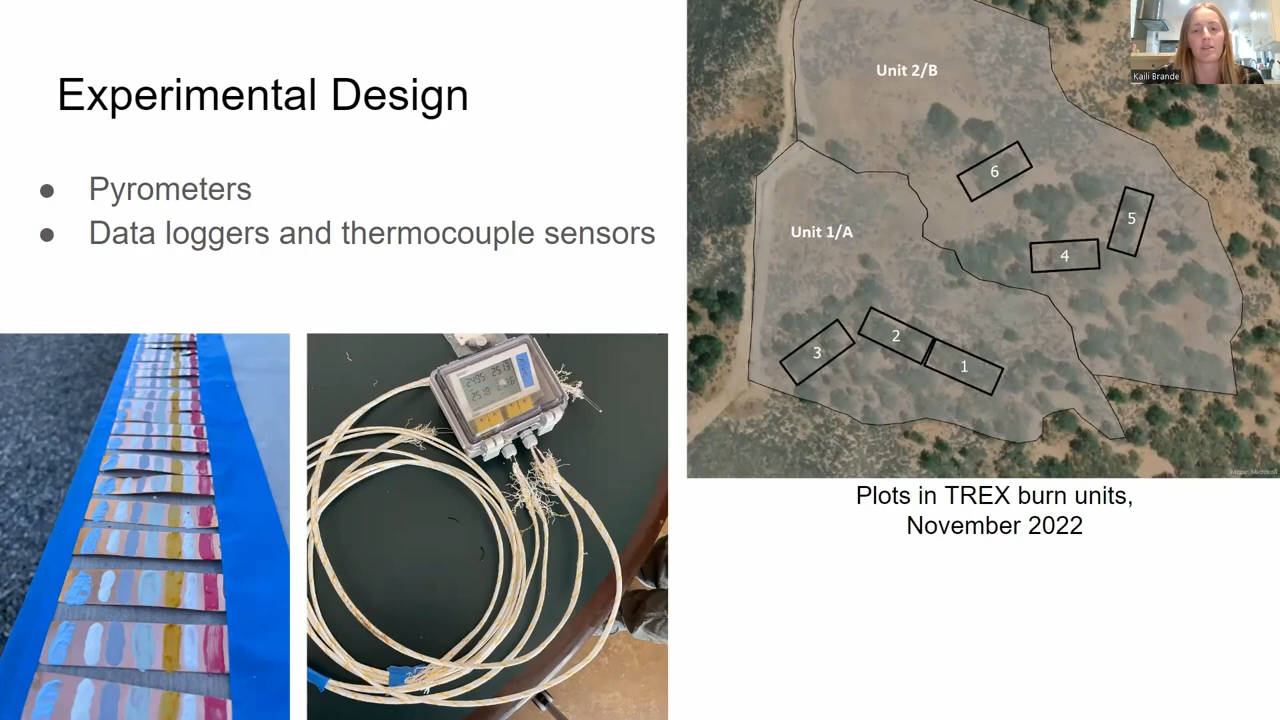 Experimental Design
● Pyrometers
● Data loggers and thermocouple sensors
Unit 2/B
Kaili Brande
6
5
Unit 1/A
4
2
3
1
Plots in TREX burn units,
November 2022